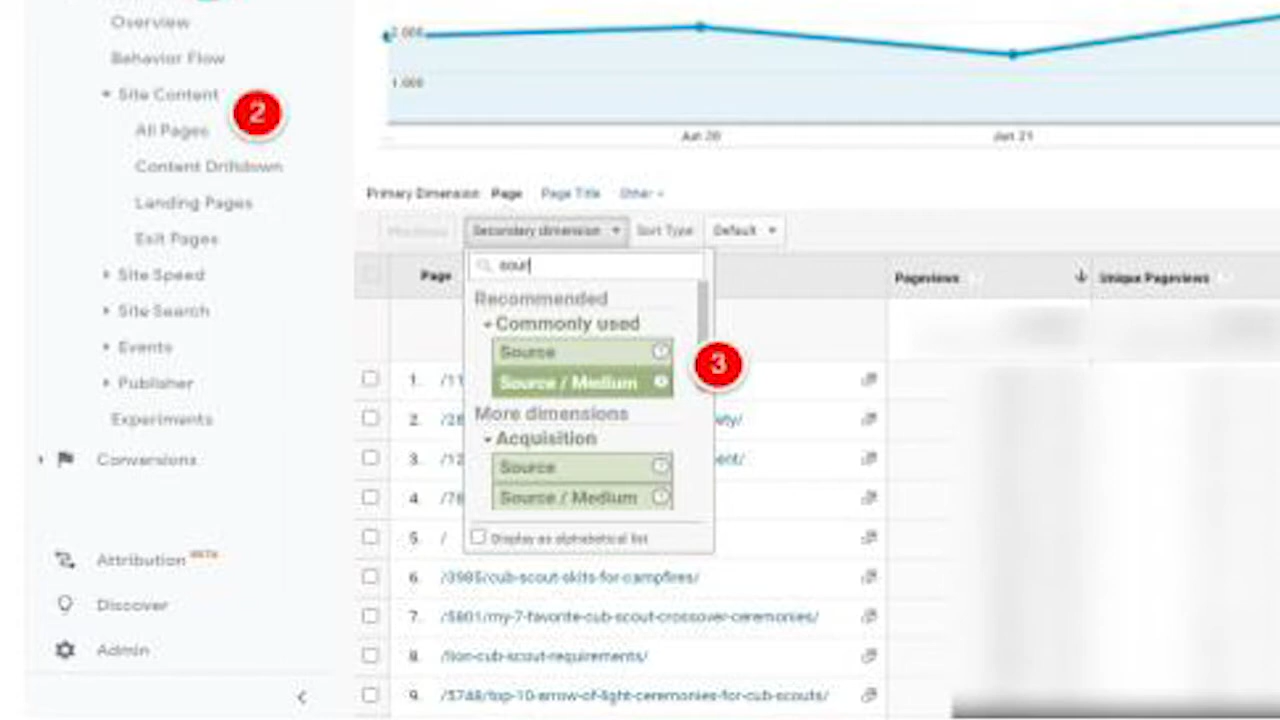 Overview
Behavior Flow
Site Content
2
All Pages
Content Drilldown
Landing Pages
Exit Pages
Site Speed
Site Search
Events
Publisher
Experiments
Conversions
Attribution BETA
Discover
Admin
2,000
1,000
Jun 20
Jun 21
Primary Dimension: Page Page Title Other
Secondary dimension Sort Type: Default
sour
Page
Pageviews
Unique Pageviews
Recommended
Commonly used
Source
Source / Medium
3
More dimensions
Acquisition
Source
Source / Medium
Display as alphabetical list
1. /11
2. /26
3. /12
4. /76
5. /
6. /3985/cub-scout-skits-for-campfires/
7. /5801/my-7-favorite-cub-scout-crossover-ceremonies/
8. /lion-cub-scout-requirements/
9. /5748/top-10-arrow-of-light-ceremonies-for-cub-scouts/